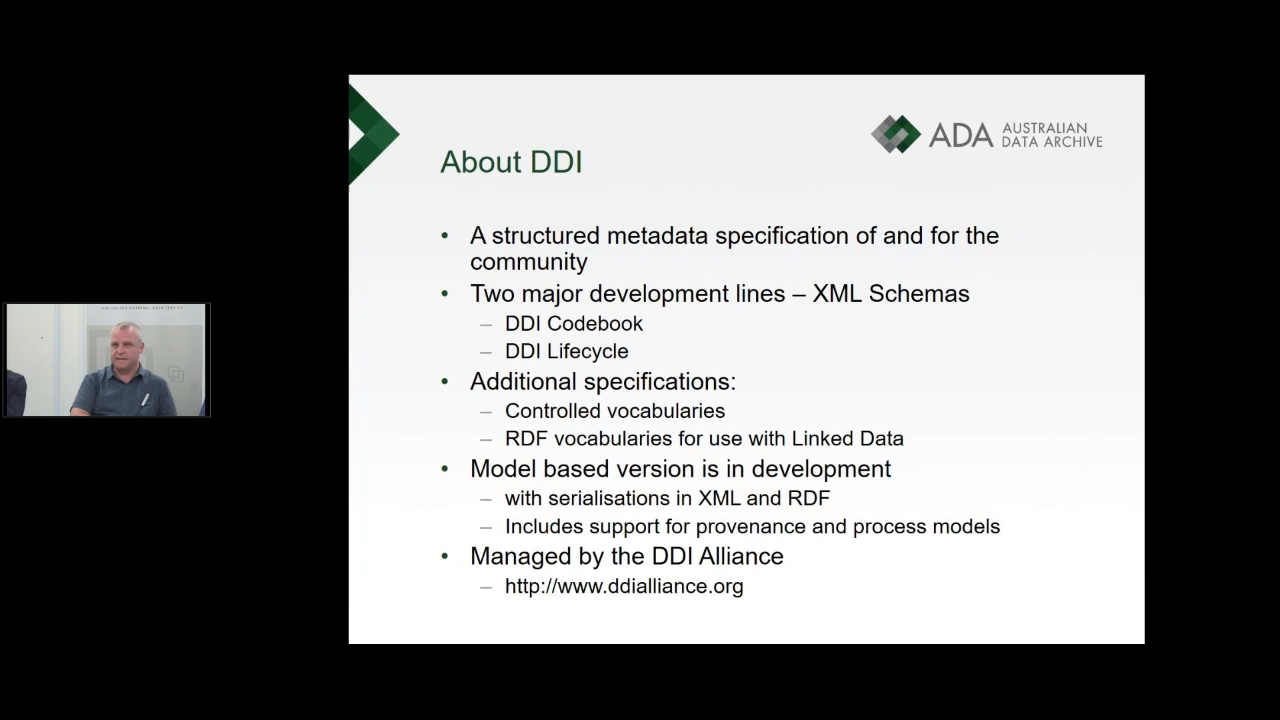 ADA AUSTRALIAN
DATA ARCHIVE
About DDI
• A structured metadata specification of and for the
community
• Two major development lines – XML Schemas
– DDI Codebook
– DDI Lifecycle
• Additional specifications:
– Controlled vocabularies
– RDF vocabularies for use with Linked Data
• Model based version is in development
– with serialisations in XML and RDF
– Includes support for provenance and process models
• Managed by the DDI Alliance
– http://www.ddialliance.org